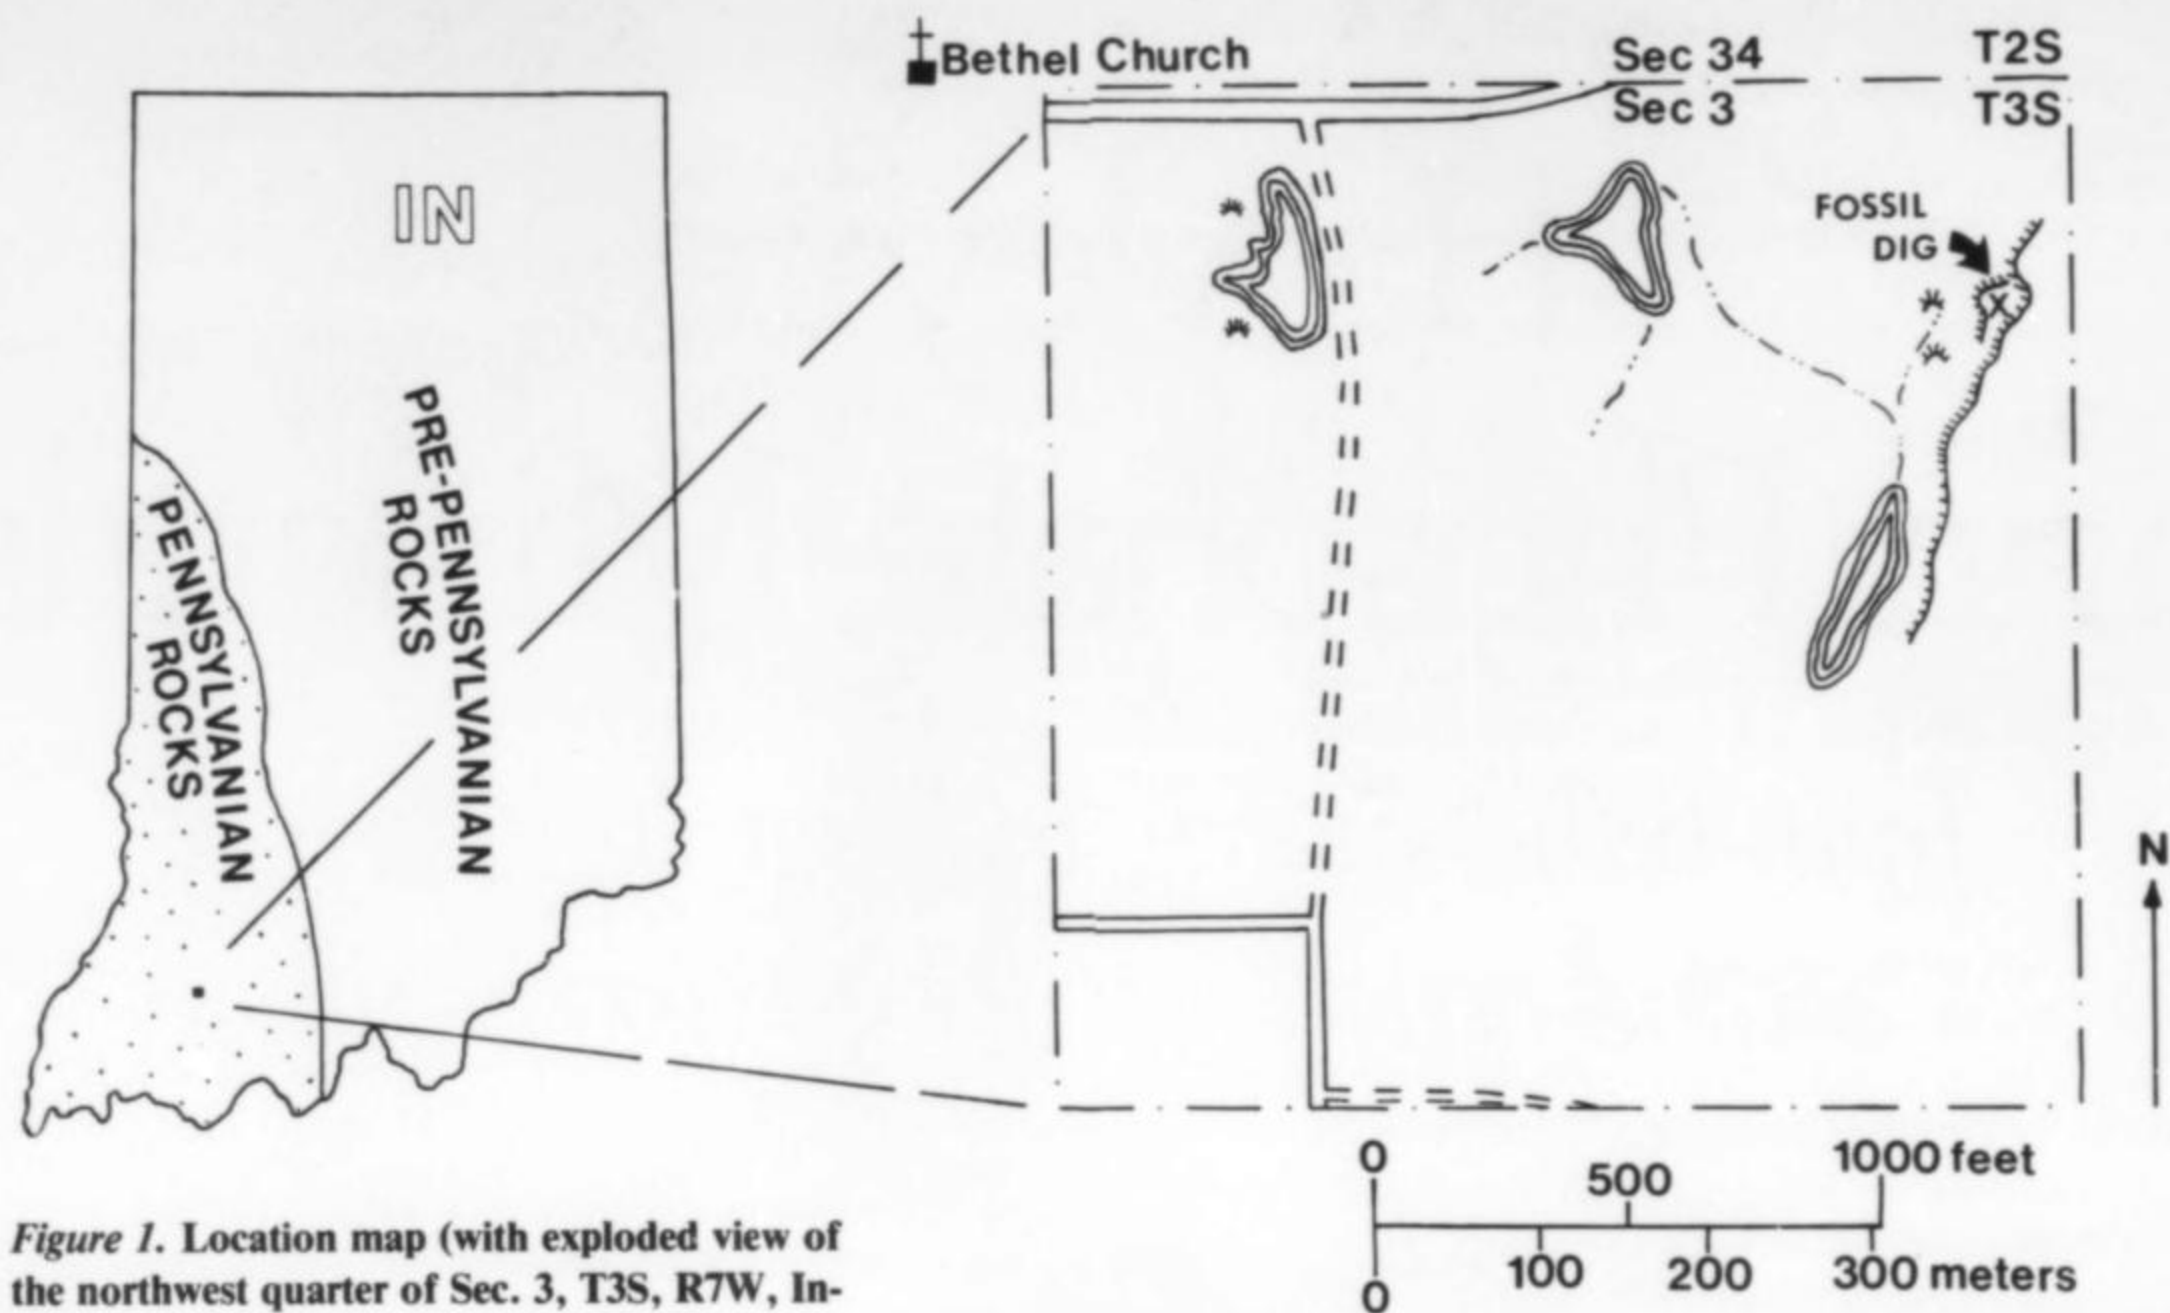 Bethel Church
Sec 34
T2S
Sec 3
T3S
IN
FOSSIL
DIG
PRE-PENNSYLVANIAN
ROCKS
PENNSYLVANIAN
ROCKS
N
0
500
1000 feet
0
100
200
300 meters
Figure 1. Location map (with exploded view of
the northwest quarter of Sec. 3, T3S, R7W, In-